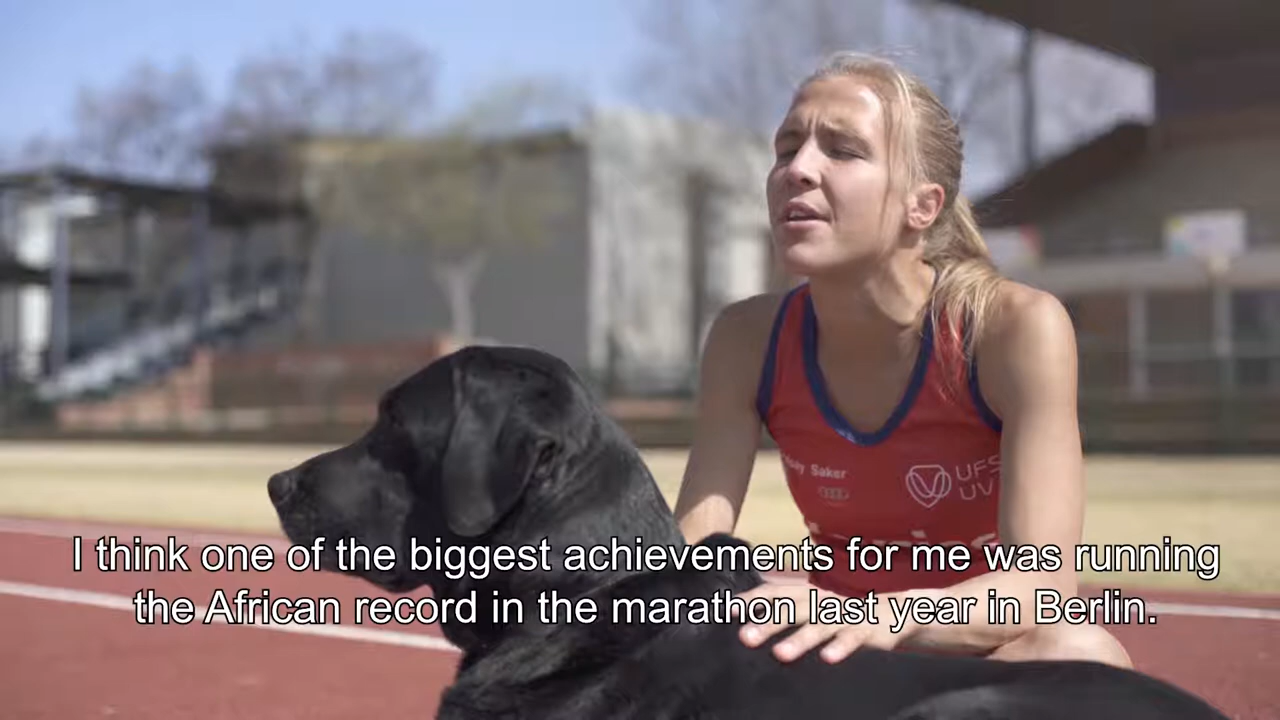 Saker
UFS
UV
I think one of the biggest achievements for me was running
the African record in the marathon last year in Berlin.